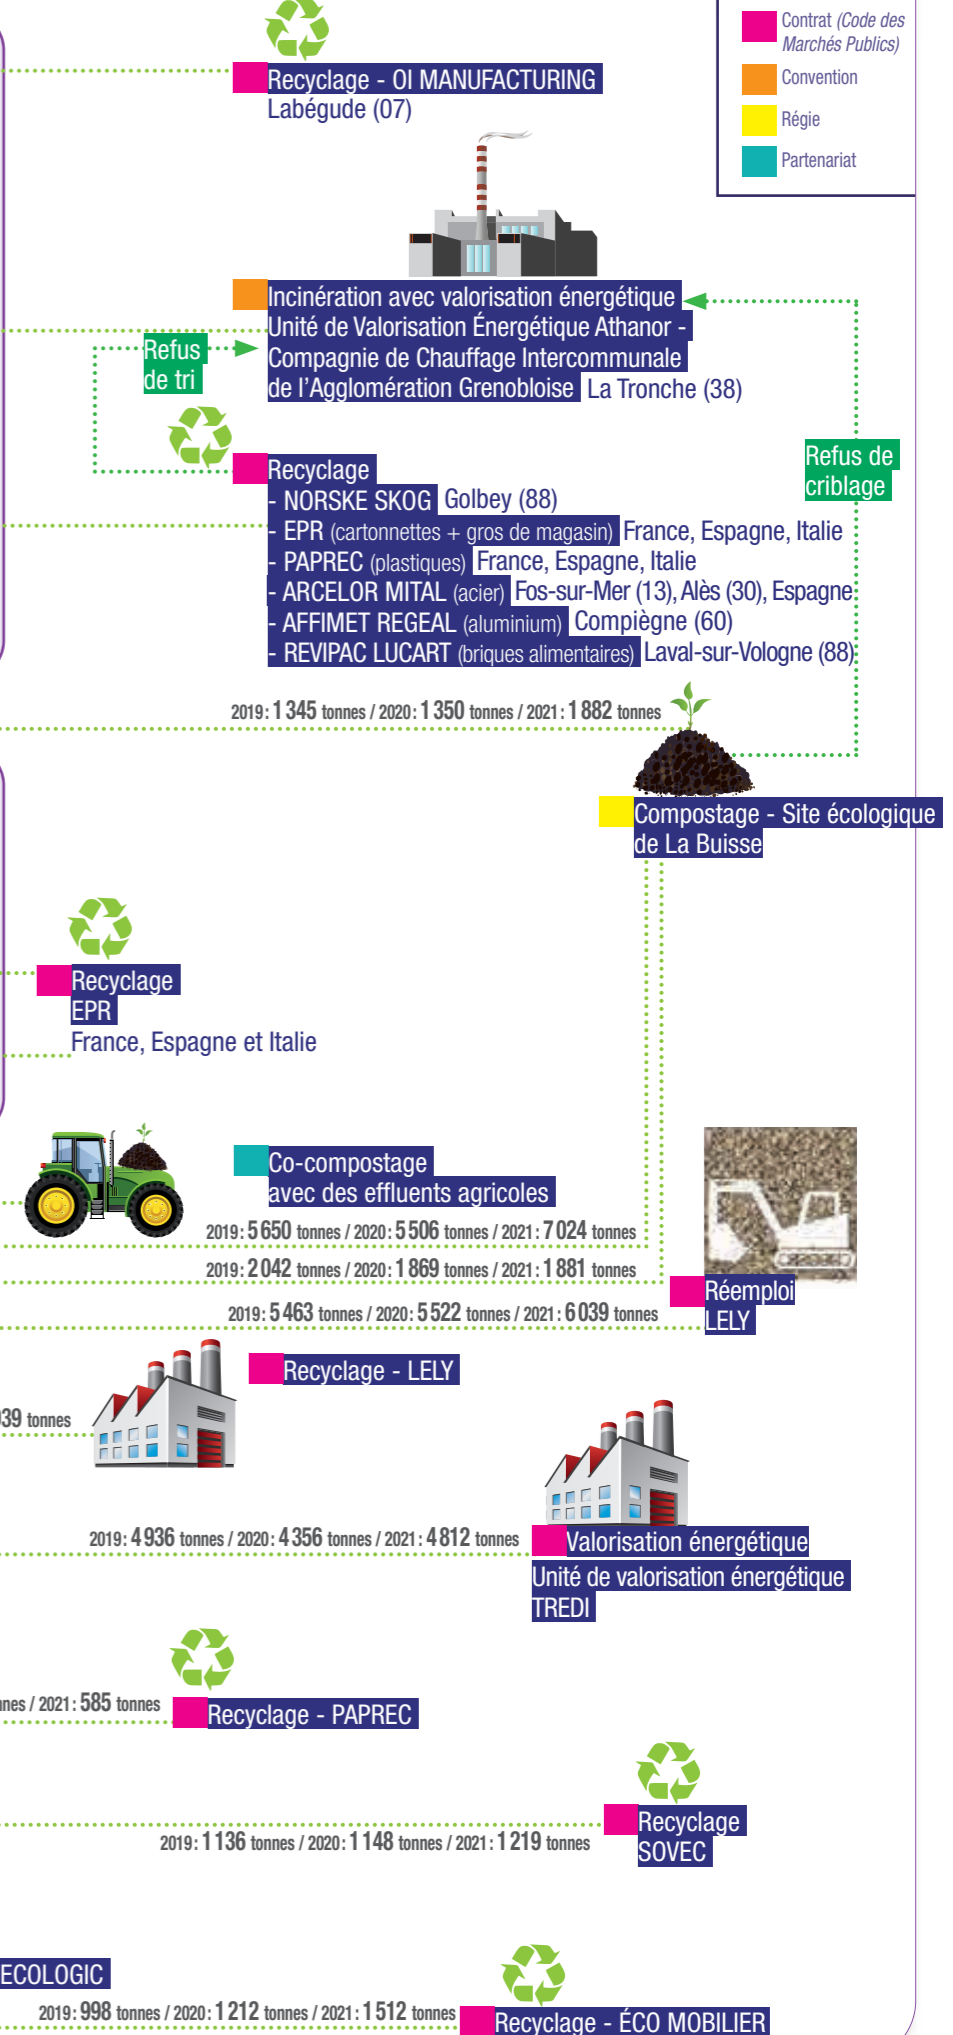 Contrat (Code des
Marchés Publics)
Convention
Régie
Partenariat
Recyclage - OI MANUFACTURING
Labégude (07)
Incinération avec valorisation énergétique
Unité de Valorisation Énergétique Athanor -
Compagnie de Chauffage Intercommunale
de l'Agglomération Grenobloise La Tronche (38)
Refus
de tri
Refus de
criblage
Recyclage
- NORSKE SKOG Golbey (88)
- EPR (cartonnettes + gros de magasin) France, Espagne, Italie
- PAPREC (plastiques) France, Espagne, Italie
- ARCELOR MITAL (acier) Fos-sur-Mer (13), Alès (30), Espagne
- AFFIMET REGEAL (aluminium) Compiègne (60)
- REVIPAC LUCART (briques alimentaires) Laval-sur-Vologne (88)
2019: 1 345 tonnes / 2020: 1 350 tonnes / 2021: 1 882 tonnes
Compostage - Site écologique
de La Buisse
Recyclage
EPR
France, Espagne et Italie
Co-compostage
avec des effluents agricoles
2019: 5 650 tonnes / 2020: 5 506 tonnes / 2021: 7 024 tonnes
2019: 2 042 tonnes / 2020: 1 869 tonnes / 2021: 1 881 tonnes
Réemploi
LELY
2019: 5 463 tonnes / 2020: 5 522 tonnes / 2021: 6 039 tonnes
Recyclage - LELY
39 tonnes
2019: 4 936 tonnes / 2020: 4 356 tonnes / 2021: 4 812 tonnes
Valorisation énergétique
Unité de valorisation énergétique
TREDI
nes / 2021: 585 tonnes
Recyclage - PAPREC
Recyclage
SOVEC
2019: 1 136 tonnes / 2020: 1 148 tonnes / 2021: 1 219 tonnes
ECOLOGIC
2019: 998 tonnes / 2020: 1 212 tonnes / 2021: 1 512 tonnes
Recyclage - ÉCO MOBILIER